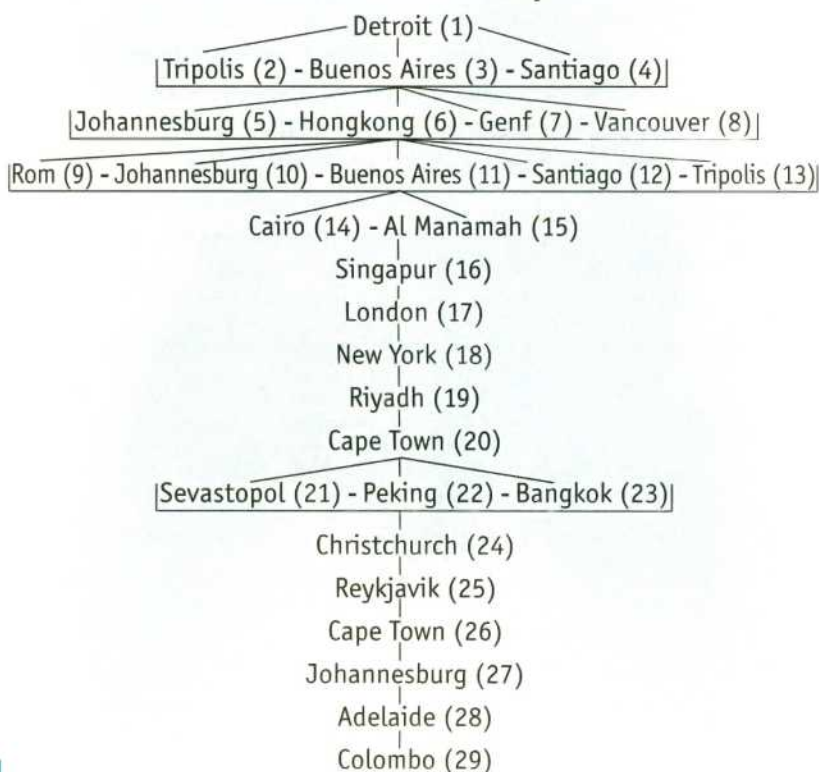 Detroit (1)
Tripolis (2) - Buenos Aires (3) - Santiago (4)
Johannesburg (5) - Hongkong (6) - Genf (7) - Vancouver (8)
Rom (9) - Johannesburg (10) - Buenos Aires (11) - Santiago (12) - Tripolis (13)
Cairo (14) - Al Manamah (15)
Singapur (16)
London (17)
New York (18)
Riyadh (19)
Cape Town (20)
Sevastopol (21) - Peking (22) - Bangkok (23)
Christchurch (24)
Reykjavik (25)
Cape Town (26)
Johannesburg (27)
Adelaide (28)
Colombo (29)